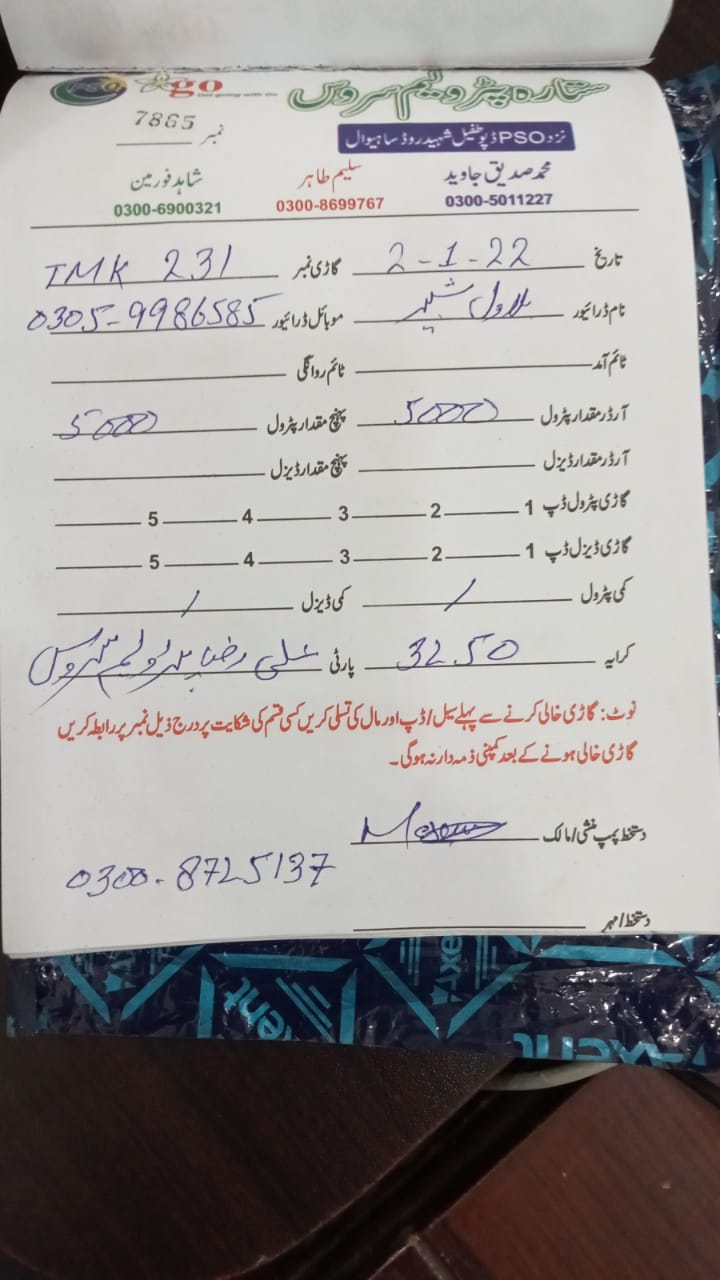 PSO go ستارہ پٹرولیم سروس
نمبر 7865
نزد PSO ڈپو طفیل شہید روڈ ساہیوال
محمد صدیق جاوید سلیم طاہر شاہد فورمین
0300-5011227 0300-8699767 0300-6900321
تاریخ 2-1-22 گاڑی نمبر TMK 231
نام ڈرائیور بلاول شبیر موبائل ڈرائیور 0305-9986585
ٹائم آمد ٹائم روانگی
آرڈر مقدار پٹرول 5000 پہنچ مقدار پٹرول 5000
آرڈر مقدار ڈیزل پہنچ مقدار ڈیزل
گاڑی پٹرول ڈپ 1 2 3 4 5
گاڑی ڈیزل ڈپ 1 2 3 4 5
کمی پٹرول / کمی ڈیزل /
کرایہ 32.50 پارٹی علی رضا پٹرولیم سروس
نوٹ: گاڑی خالی کرنے سے پہلے سیل/ڈپ اور مال کی تسلی کریں کسی قسم کی شکایت پر درج ذیل نمبر پر رابطہ کریں
گاڑی خالی ہونے کے بعد کمپنی ذمہ دار نہ ہوگی۔
دستخط پمپ منشی/مالک
0300-8725137
دستخط/مہر
Axent